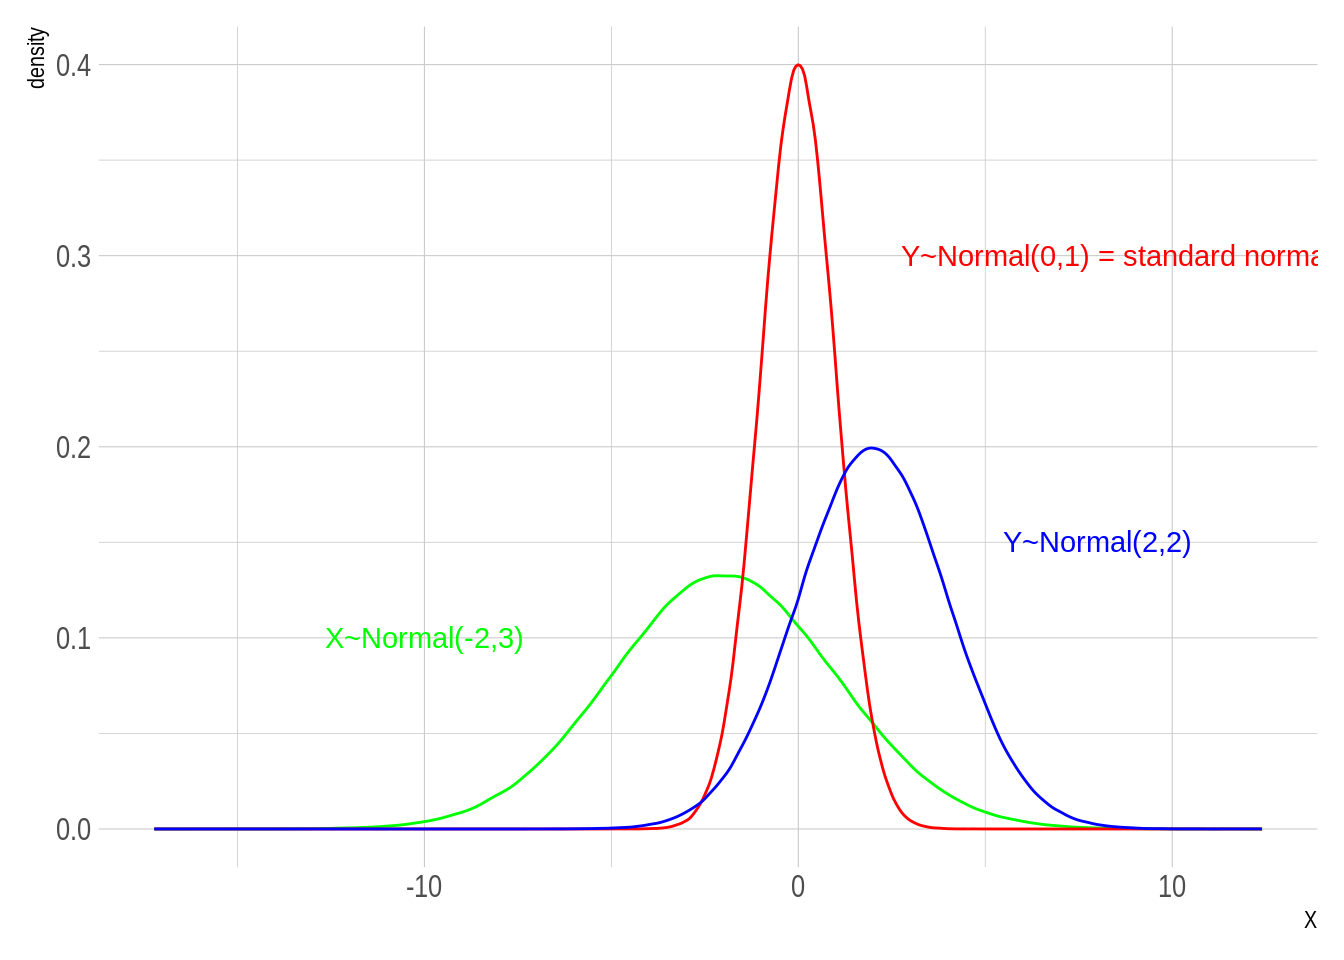 density
0.4
0.3
0.2
0.1
0.0
Y~Normal(0,1) = standard norma
Y~Normal(2,2)
X~Normal(-2,3)
-10
0
10
X